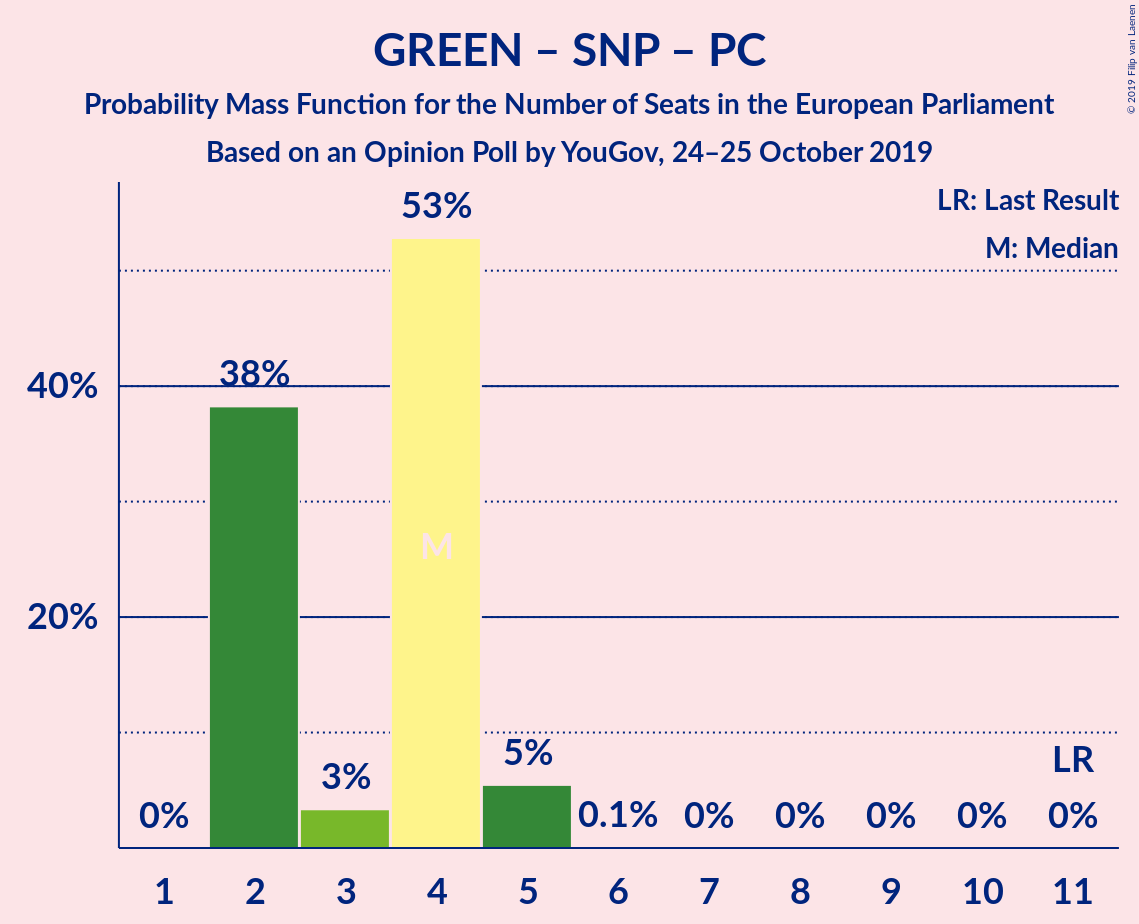 GREEN – SNP – PC
Probability Mass Function for the Number of Seats in the European Parliament
Based on an Opinion Poll by YouGov, 24–25 October 2019
© 2019 Filip van Laenen
LR: Last Result
M: Median
53%
38%
40%
M
20%
5%
3%
LR
0%
0.1%
0%
0%
0%
0%
0%
1 2 3 4 5 6 7 8 9 10 11